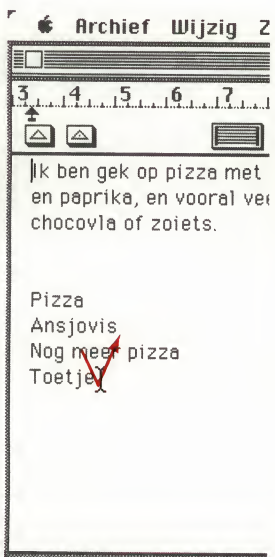 Archief Wijzig Z
3 4 5 6 7
Ik ben gek op pizza met
en paprika, en vooral vee
chocovla of zoiets.
Pizza
Ansjovis
Nog meer pizza
Toetje